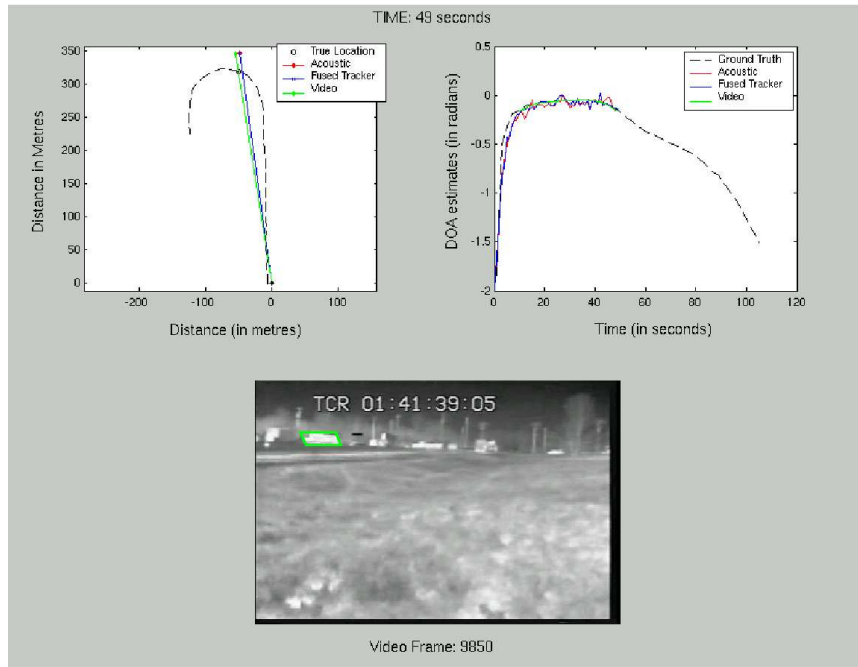 TIME: 49 seconds
350
300
250
200
150
100
50
0
-200
-100
0
100
Distance in Metres
Distance (in metres)
True Location
Acoustic
Fused Tracker
Video
0.5
0
-0.5
-1
-1.5
-2
0
20
40
60
80
100
120
DOA estimates (in radians)
Time (in seconds)
Ground Truth
Acoustic
Fused Tracker
Video
TCR 01:41:39:05
Video Frame: 9850